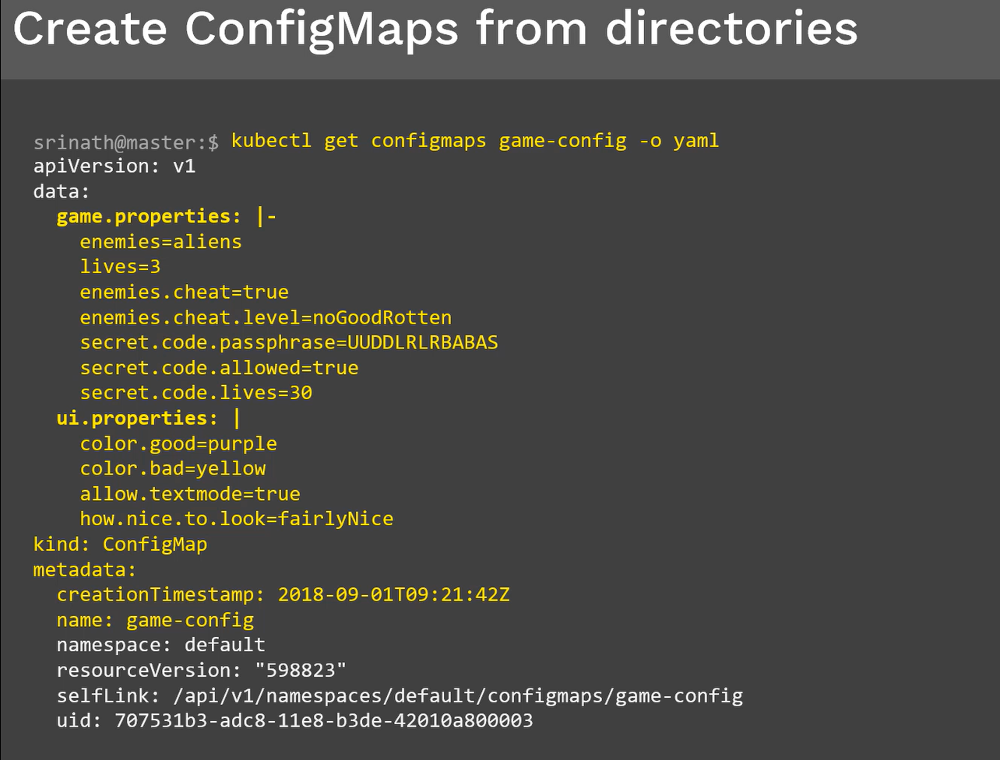 Create ConfigMaps from directories
srinath@master:$ kubectl get configmaps game-config -o yaml
apiVersion: v1
data:
  game.properties: |-
    enemies=aliens
    lives=3
    enemies.cheat=true
    enemies.cheat.level=noGoodRotten
    secret.code.passphrase=UUDDLRLRBABAS
    secret.code.allowed=true
    secret.code.lives=30
  ui.properties: |
    color.good=purple
    color.bad=yellow
    allow.textmode=true
    how.nice.to.look=fairlyNice
kind: ConfigMap
metadata:
  creationTimestamp: 2018-09-01T09:21:42Z
  name: game-config
  namespace: default
  resourceVersion: "598823"
  selfLink: /api/v1/namespaces/default/configmaps/game-config
  uid: 707531b3-adc8-11e8-b3de-42010a800003